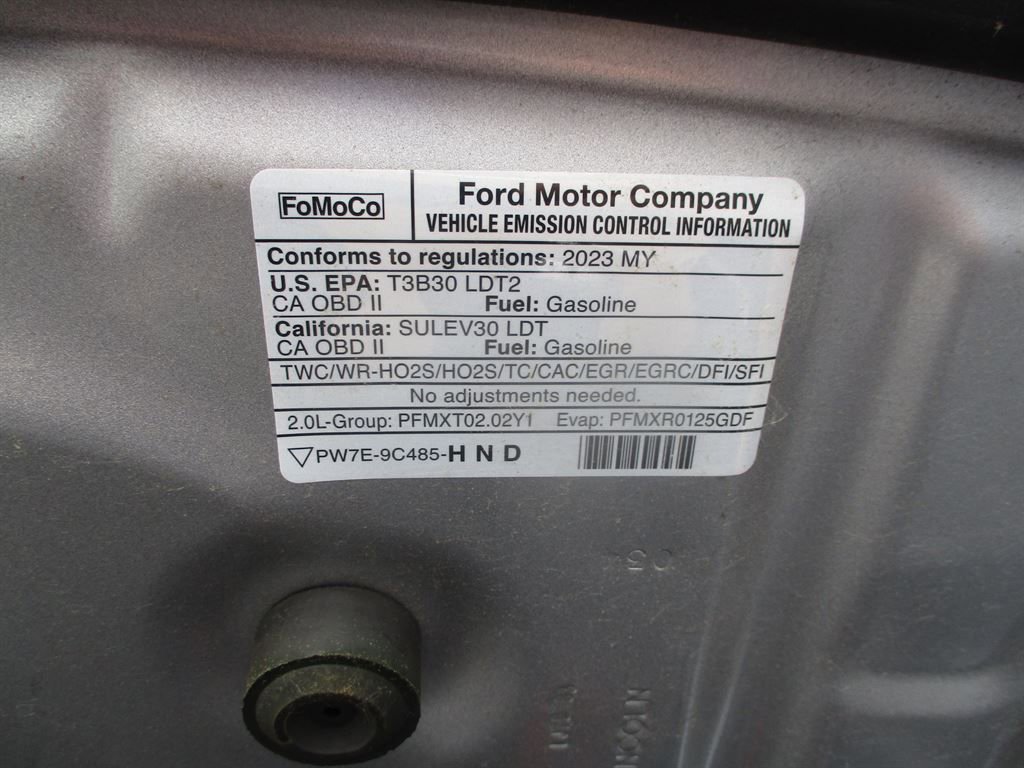 FoMoCo
Ford Motor Company
VEHICLE EMISSION CONTROL INFORMATION
Conforms to regulations: 2023 MY
U.S. EPA: T3B30 LDT2
CA OBD II Fuel: Gasoline
California: SULEV30 LDT
CA OBD II Fuel: Gasoline
TWC/WR-HO2S/HO2S/TC/CAC/EGR/EGRC/DFI/SFI
No adjustments needed.
2.0L-Group: PFMXT02.02Y1 Evap: PFMXR0125GDF
PW7E-9C485-H N D